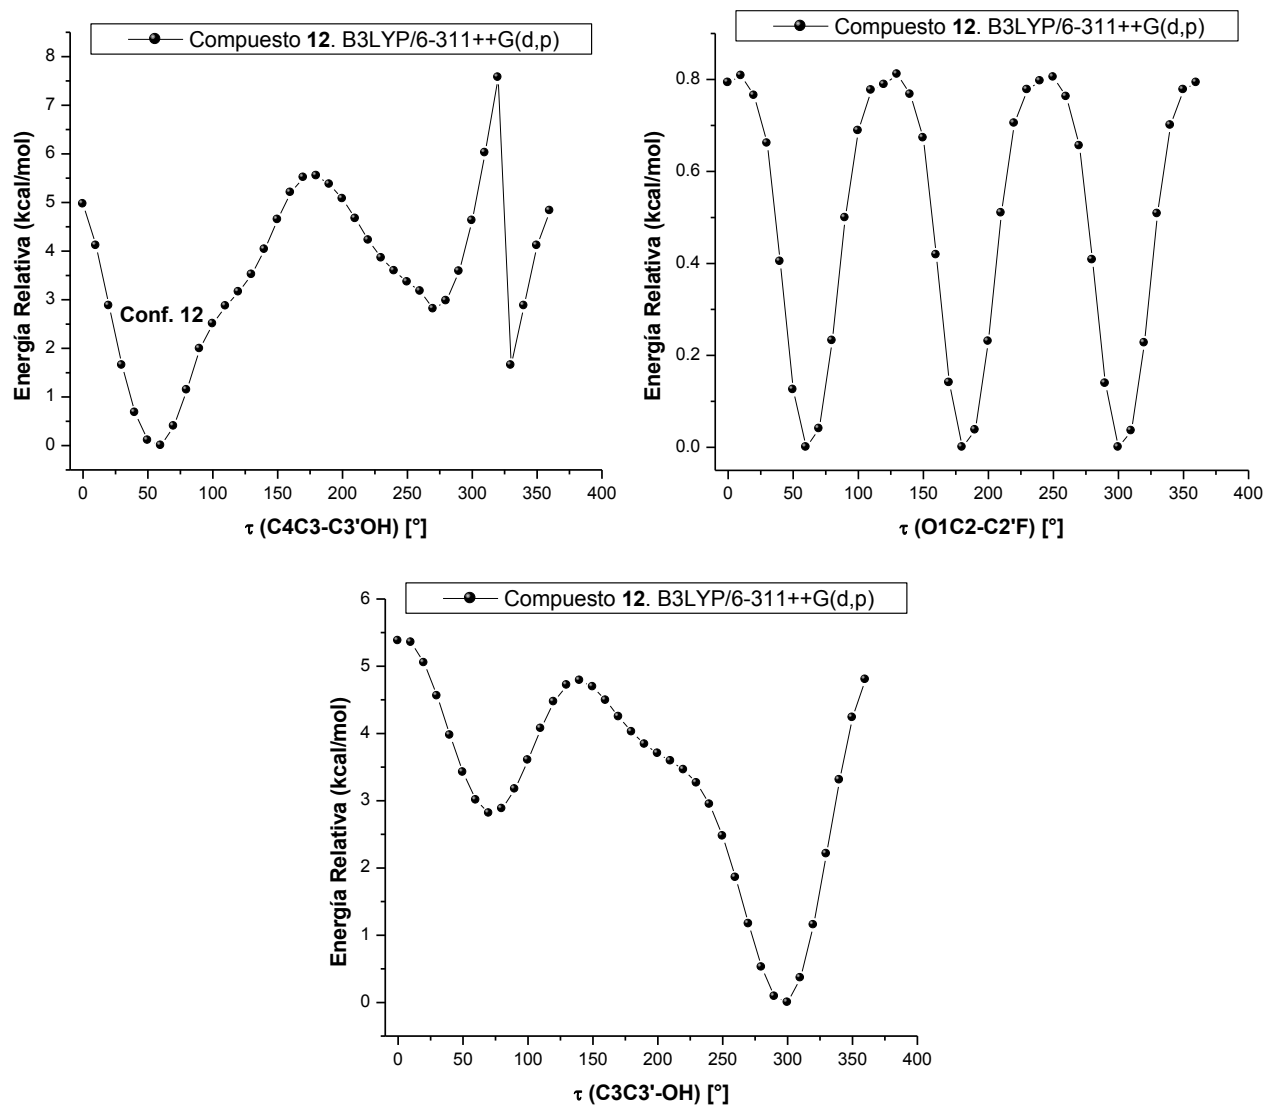 Compuesto 12. B3LYP/6-311++G(d,p)
Energía Relativa (kcal/mol)
8
7
6
5
4
3
2
1
0
Conf. 12
0 50 100 150 200 250 300 350 400
τ (C4C3-C3'OH) [°]
Compuesto 12. B3LYP/6-311++G(d,p)
Energía Relativa (kcal/mol)
0.8
0.6
0.4
0.2
0.0
0 50 100 150 200 250 300 350 400
τ (O1C2-C2'F) [°]
Compuesto 12. B3LYP/6-311++G(d,p)
Energía Relativa (kcal/mol)
6
5
4
3
2
1
0
0 50 100 150 200 250 300 350 400
τ (C3C3'-OH) [°]